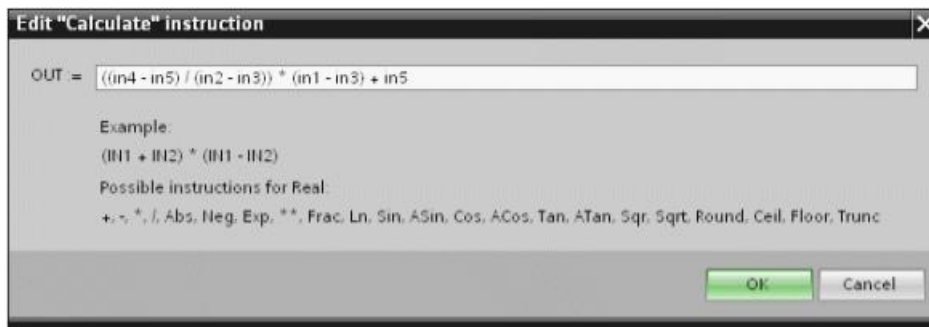 Edit "Calculate" instruction
OUT := ((in4 - in5) / (in2 - in3)) * (in1 - in3) + in5
Example:
(IN1 + IN2) * (IN1 - IN2)
Possible instructions for Real:
+, -, *, /, Abs, Neg, Exp, **, Frac, Ln, Sin, ASin, Cos, ACos, Tan, ATan, Sqr, Sqrt, Round, Ceil, Floor, Trunc
OK Cancel